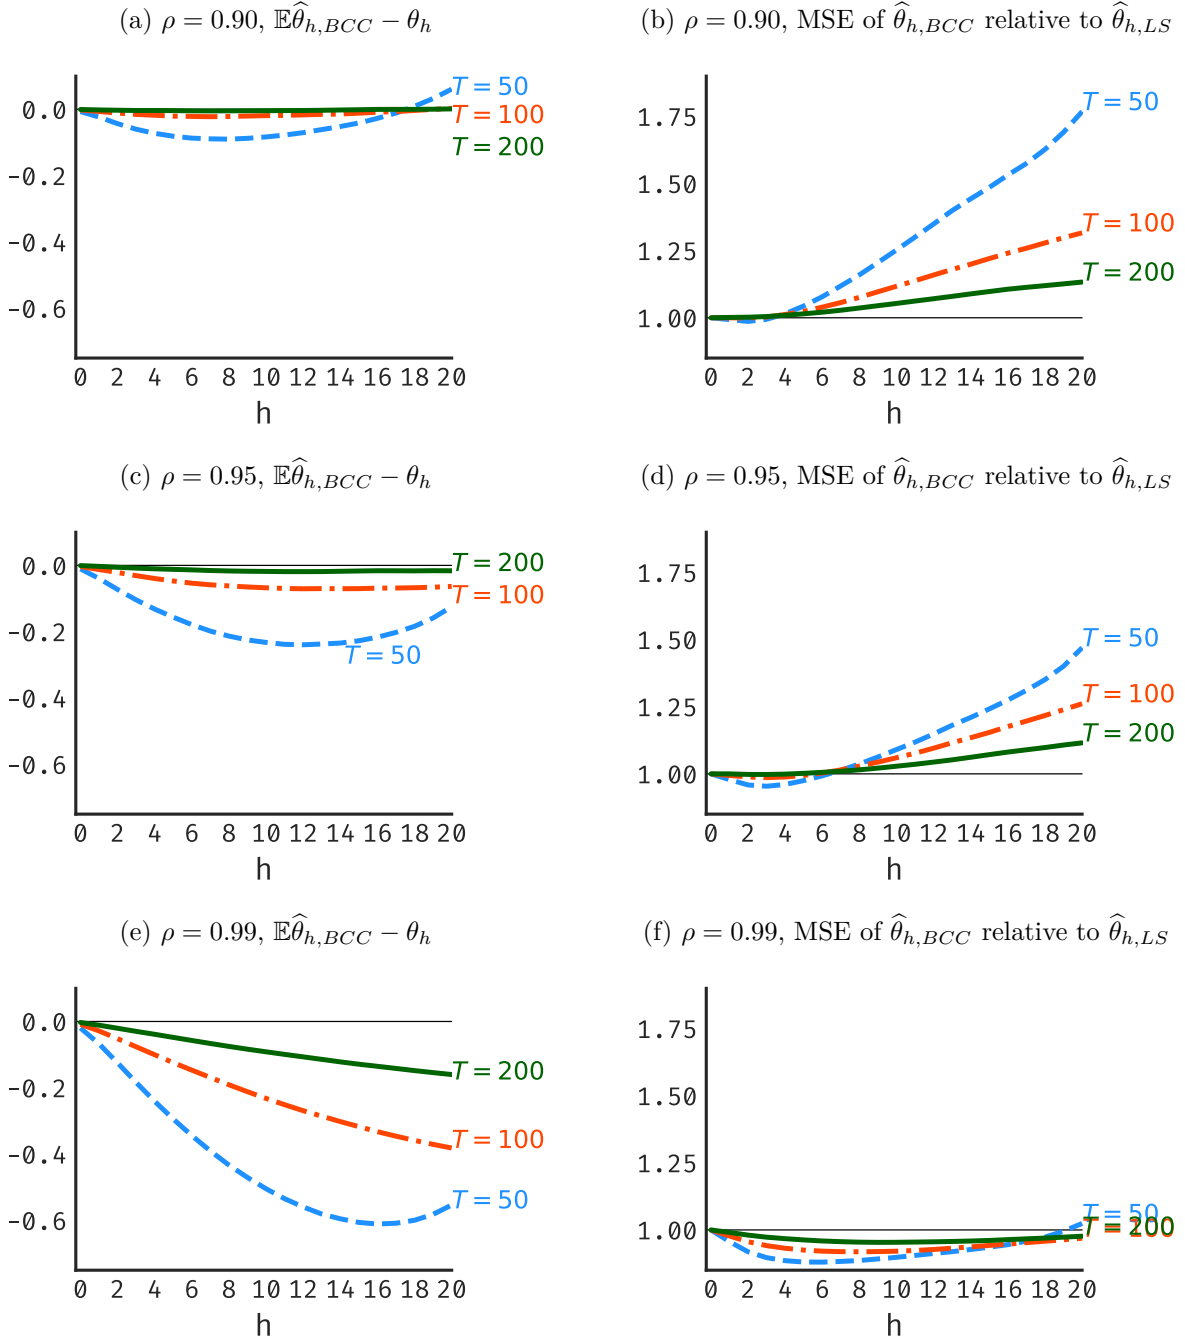 (a) ρ = 0.90, 𝔼θ̂_{h,BCC} − θ_h
0.0
-0.2
-0.4
-0.6
T = 50
T = 100
T = 200
0 2 4 6 8 10 12 14 16 18 20
h
(b) ρ = 0.90, MSE of θ̂_{h,BCC} relative to θ̂_{h,LS}
1.75
1.50
1.25
1.00
T = 50
T = 100
T = 200
0 2 4 6 8 10 12 14 16 18 20
h
(c) ρ = 0.95, 𝔼θ̂_{h,BCC} − θ_h
0.0
-0.2
-0.4
-0.6
T = 200
T = 100
T = 50
0 2 4 6 8 10 12 14 16 18 20
h
(d) ρ = 0.95, MSE of θ̂_{h,BCC} relative to θ̂_{h,LS}
1.75
1.50
1.25
1.00
T = 50
T = 100
T = 200
0 2 4 6 8 10 12 14 16 18 20
h
(e) ρ = 0.99, 𝔼θ̂_{h,BCC} − θ_h
0.0
-0.2
-0.4
-0.6
T = 200
T = 100
T = 50
0 2 4 6 8 10 12 14 16 18 20
h
(f) ρ = 0.99, MSE of θ̂_{h,BCC} relative to θ̂_{h,LS}
1.75
1.50
1.25
1.00
T = 50
T = 100
T = 200
0 2 4 6 8 10 12 14 16 18 20
h